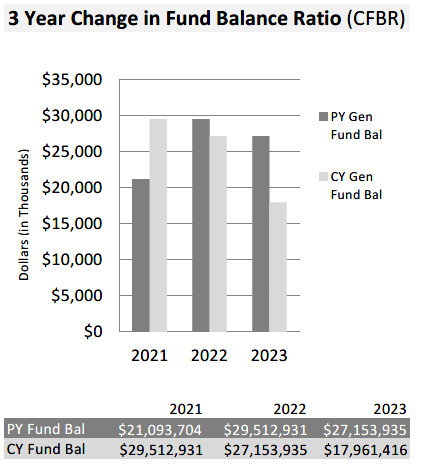 3 Year Change in Fund Balance Ratio (CFBR)
$35,000
$30,000
$25,000
$20,000
$15,000
$10,000
$5,000
$0
Dollars (in Thousands)
2021 2022 2023
PY Gen
Fund Bal
CY Gen
Fund Bal
2021 2022 2023
PY Fund Bal $21,093,704 $29,512,931 $27,153,935
CY Fund Bal $29,512,931 $27,153,935 $17,961,416